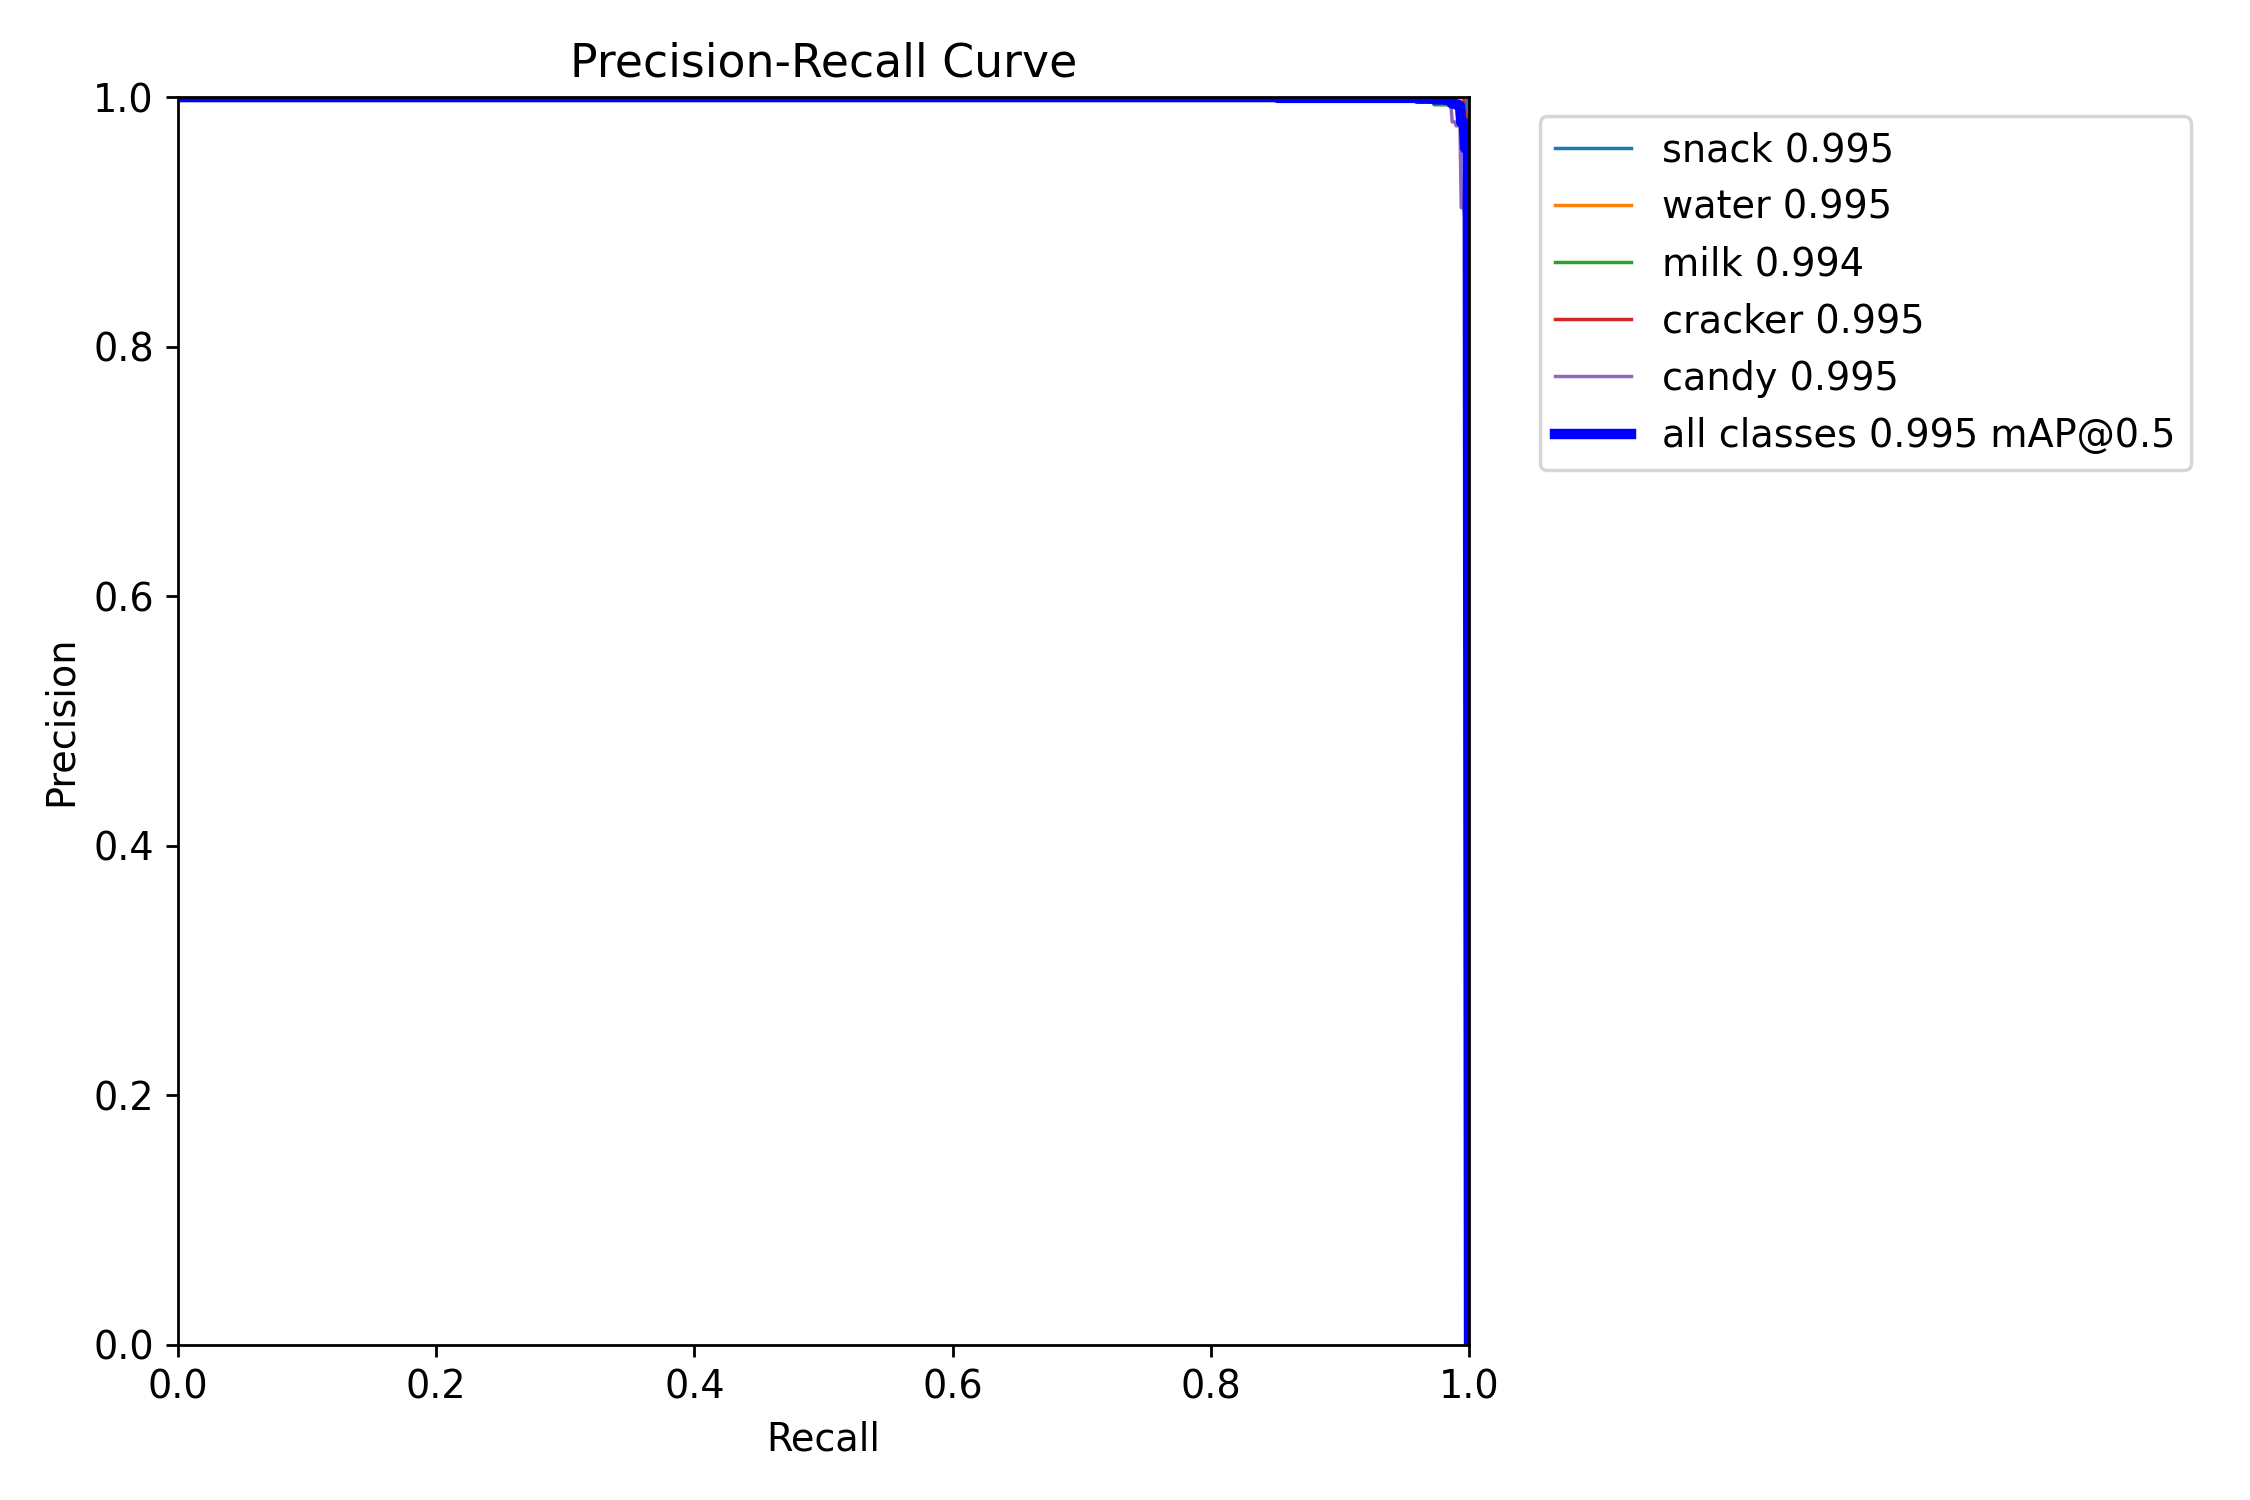 Precision-Recall Curve
1.0
0.8
0.6
0.4
0.2
0.0
Precision
0.0 0.2 0.4 0.6 0.8 1.0
Recall
snack 0.995
water 0.995
milk 0.994
cracker 0.995
candy 0.995
all classes 0.995 mAP@0.5